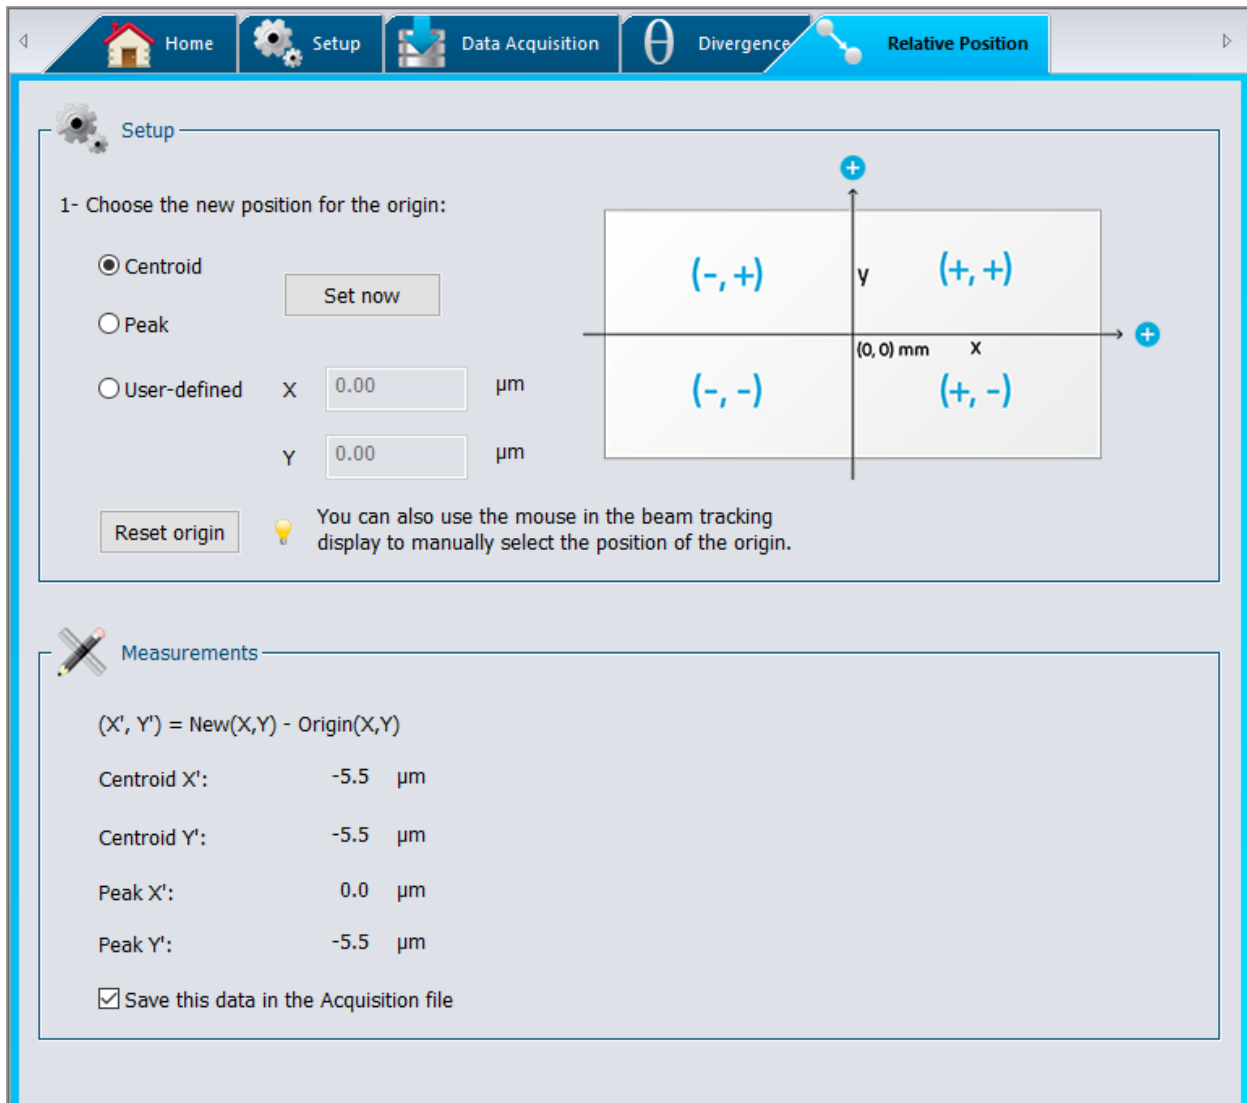 Home
Setup
Data Acquisition
θ
Divergence
Relative Position
Setup
1- Choose the new position for the origin:
Centroid
Set now
Peak
User-defined X 0.00 µm
Y 0.00 µm
(-, +) y (+, +)
(0, 0) mm X
(-, -) (+, -)
Reset origin
You can also use the mouse in the beam tracking
display to manually select the position of the origin.
Measurements
(X', Y') = New(X,Y) - Origin(X,Y)
Centroid X': -5.5 µm
Centroid Y': -5.5 µm
Peak X': 0.0 µm
Peak Y': -5.5 µm
Save this data in the Acquisition file